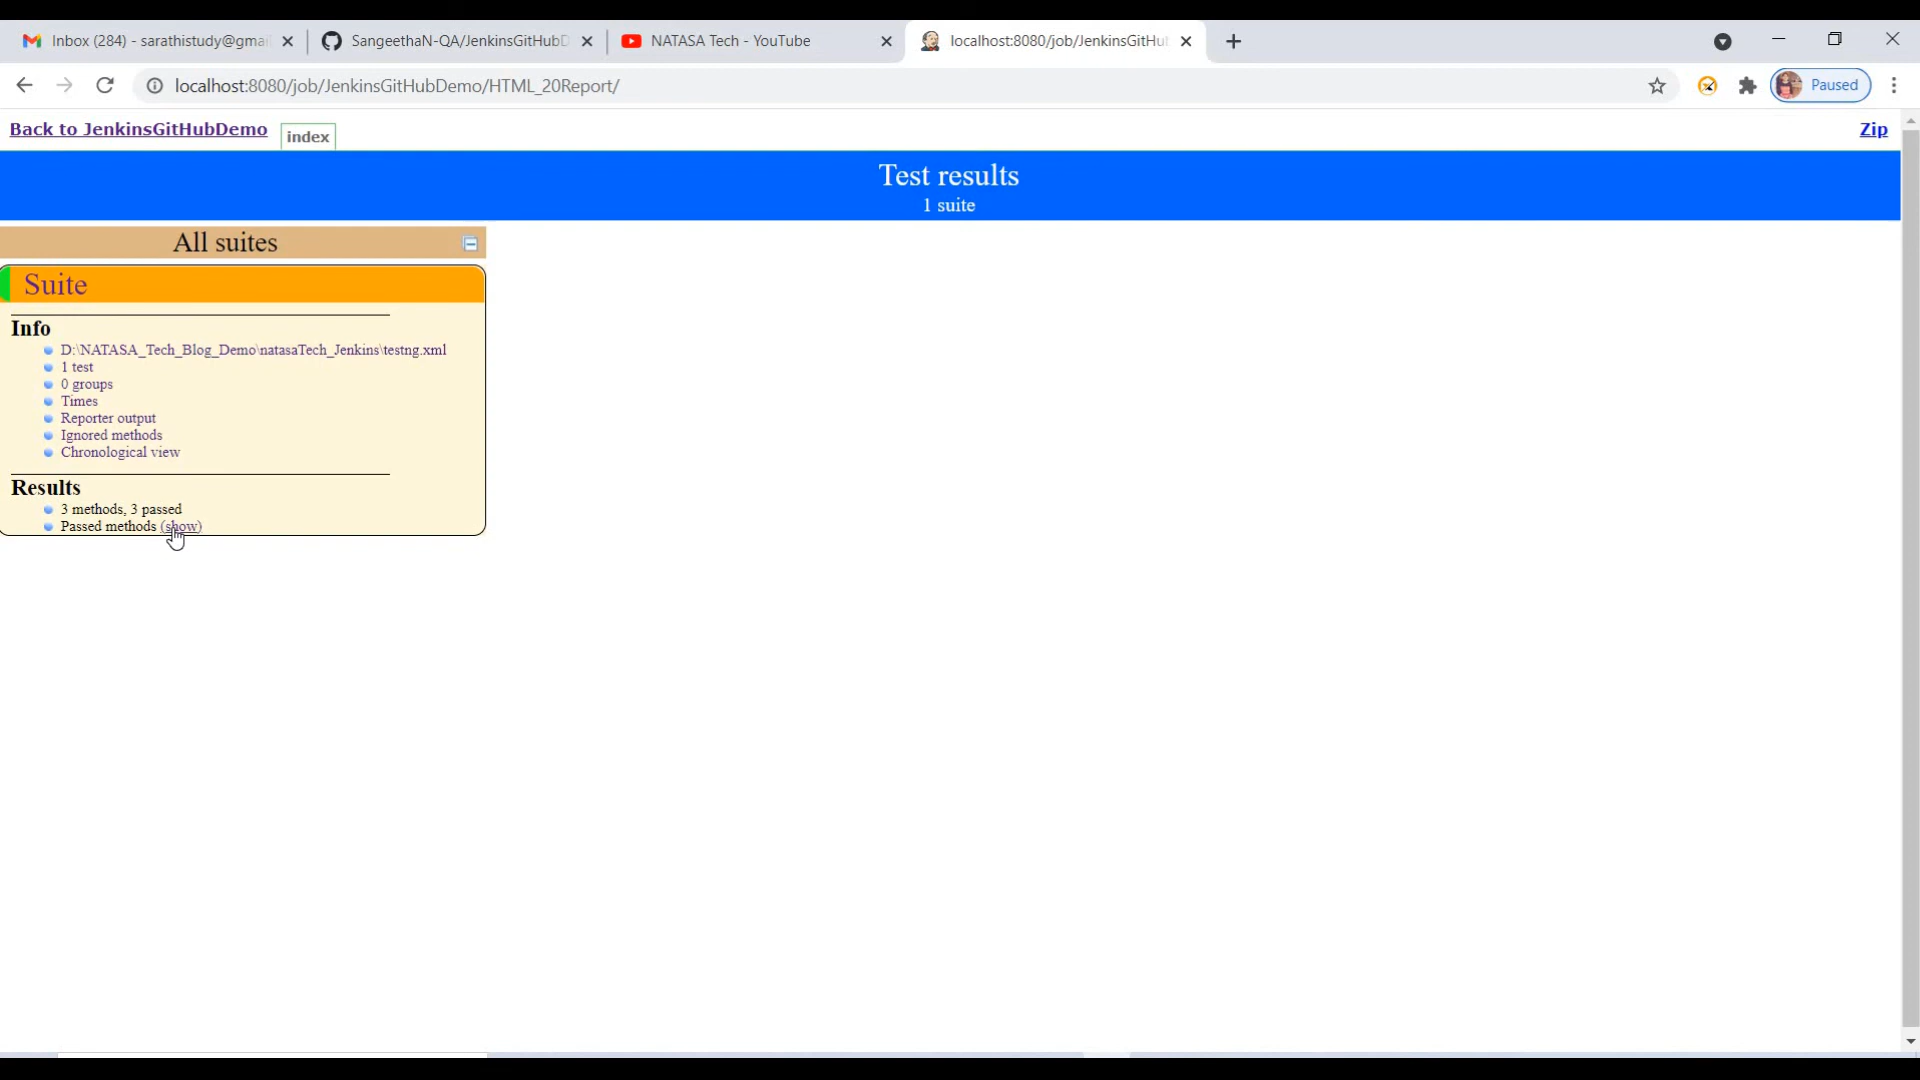 Inbox (284) - sarathistudy@gmai
SangeethaN-QA/JenkinsGitHubD
NATASA Tech - YouTube
localhost:8080/job/JenkinsGitHu
localhost:8080/job/JenkinsGitHubDemo/HTML_20Report/
Paused
Back to JenkinsGitHubDemo
index
Zip
Test results
1 suite
All suites
Suite
Info
D:\NATASA_Tech_Blog_Demo\natasaTech_Jenkins\testng.xml
1 test
0 groups
Times
Reporter output
Ignored methods
Chronological view
Results
3 methods, 3 passed
Passed methods (show)